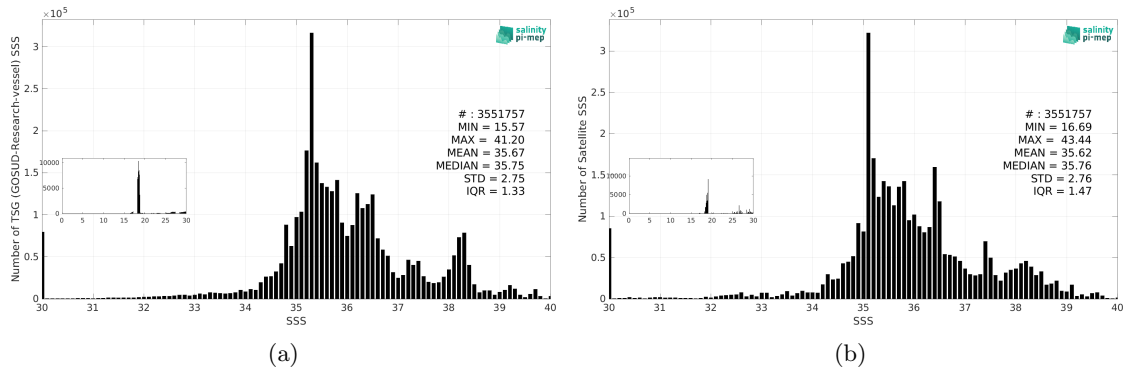 ×10⁵
3
2.5
2
1.5
1
0.5
0
Number of TSG (GOSUD-Research-vessel) SSS
salinity
pi-mep
# : 3551757
MIN = 15.57
MAX = 41.20
MEAN = 35.67
MEDIAN = 35.75
STD = 2.75
IQR = 1.33
10000
5000
0
0 5 10 15 20 25 30
30 31 32 33 34 35 36 37 38 39 40
SSS
(a)
×10⁵
3
2.5
2
1.5
1
0.5
0
Number of Satellite SSS
salinity
pi-mep
# : 3551757
MIN = 16.69
MAX = 43.44
MEAN = 35.62
MEDIAN = 35.76
STD = 2.76
IQR = 1.47
10000
5000
0
0 5 10 15 20 25 30
30 31 32 33 34 35 36 37 38 39 40
SSS
(b)